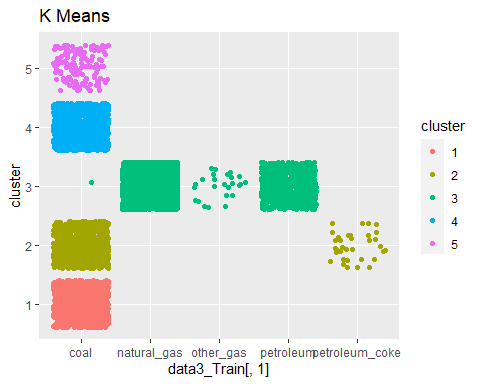 K Means
cluster
5
4
3
2
1
coal natural_gas other_gas petroleum petroleum_coke
data3_Train[, 1]
cluster
1
2
3
4
5